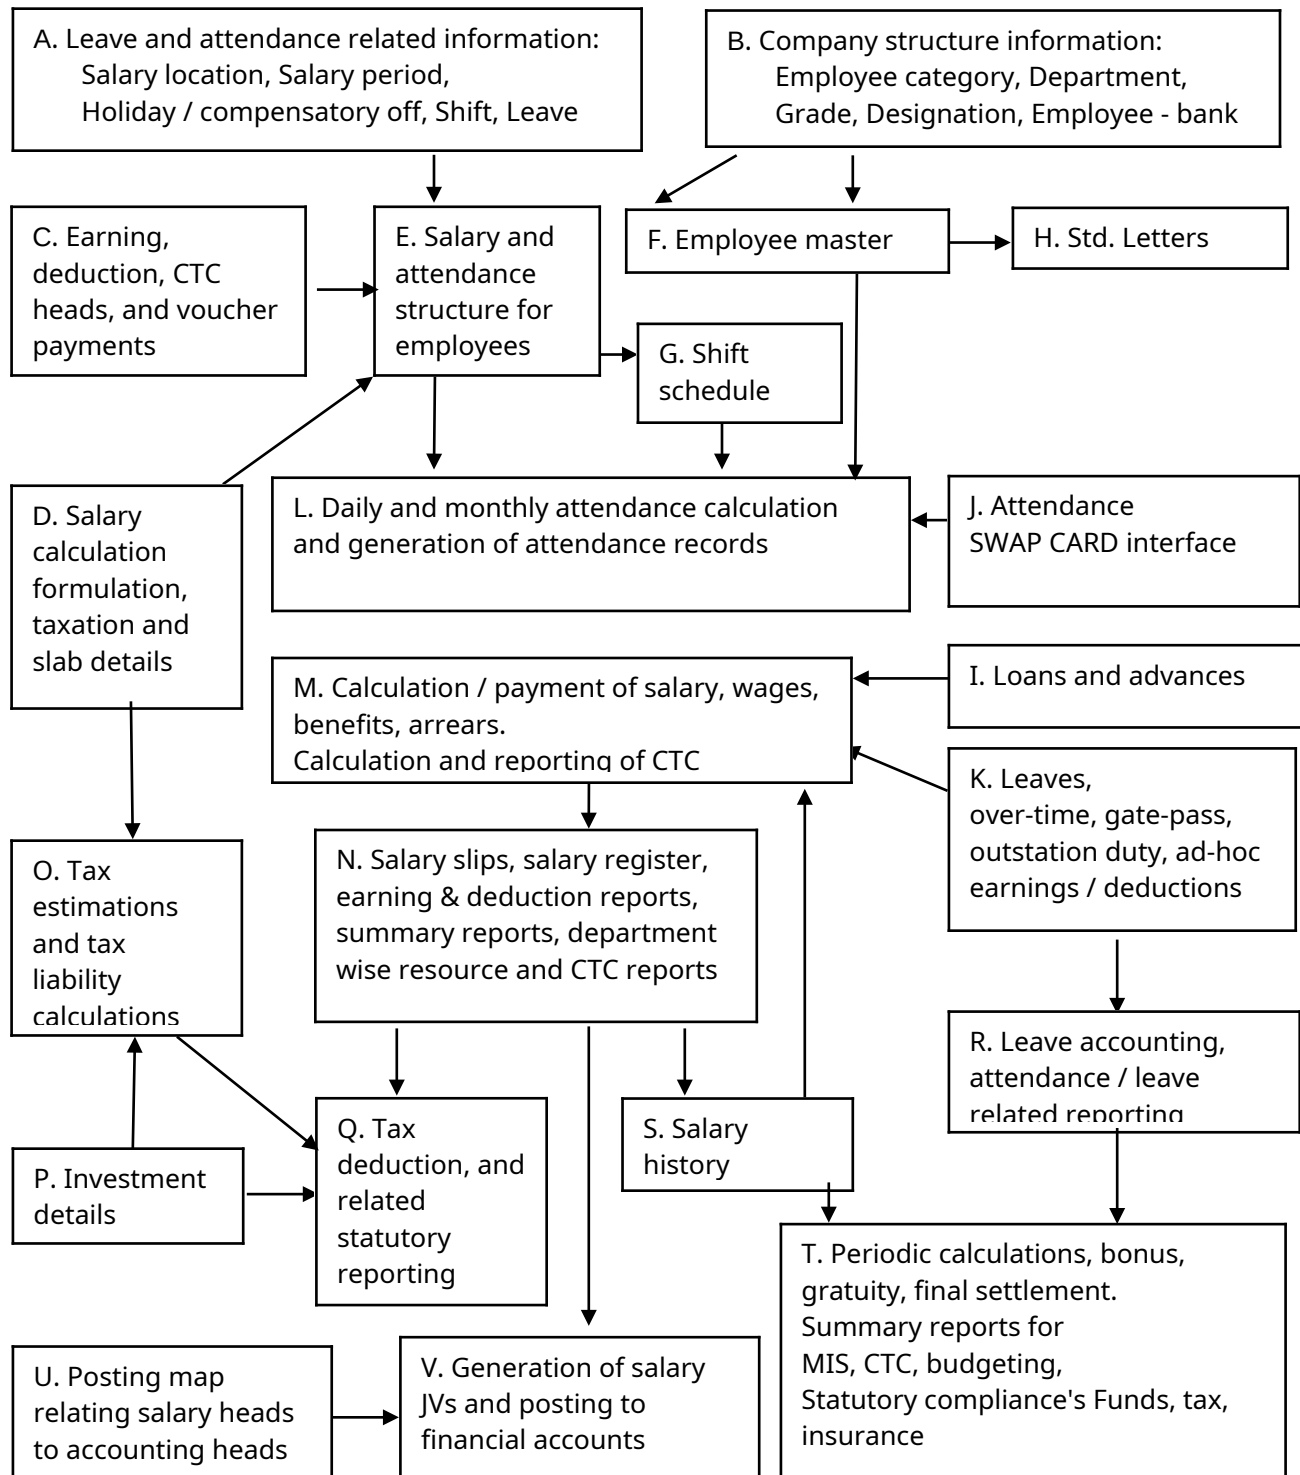 A. Leave and attendance related information:
Salary location, Salary period,
Holiday / compensatory off, Shift, Leave
B. Company structure information:
Employee category, Department,
Grade, Designation, Employee - bank
C. Earning,
deduction, CTC
heads, and voucher
payments
E. Salary and
attendance
structure for
employees
F. Employee master
H. Std. Letters
G. Shift
schedule
D. Salary
calculation
formulation,
taxation and
slab details
L. Daily and monthly attendance calculation
and generation of attendance records
J. Attendance
SWAP CARD interface
M. Calculation / payment of salary, wages,
benefits, arrears.
Calculation and reporting of CTC
I. Loans and advances
K. Leaves,
over-time, gate-pass,
outstation duty, ad-hoc
earnings / deductions
O. Tax
estimations
and tax
liability
calculations
N. Salary slips, salary register,
earning & deduction reports,
summary reports, department
wise resource and CTC reports
R. Leave accounting,
attendance / leave
related reporting
P. Investment
details
Q. Tax
deduction, and
related
statutory
reporting
S. Salary
history
T. Periodic calculations, bonus,
gratuity, final settlement.
Summary reports for
MIS, CTC, budgeting,
Statutory compliance's Funds, tax,
insurance
U. Posting map
relating salary heads
to accounting heads
V. Generation of salary
JVs and posting to
financial accounts